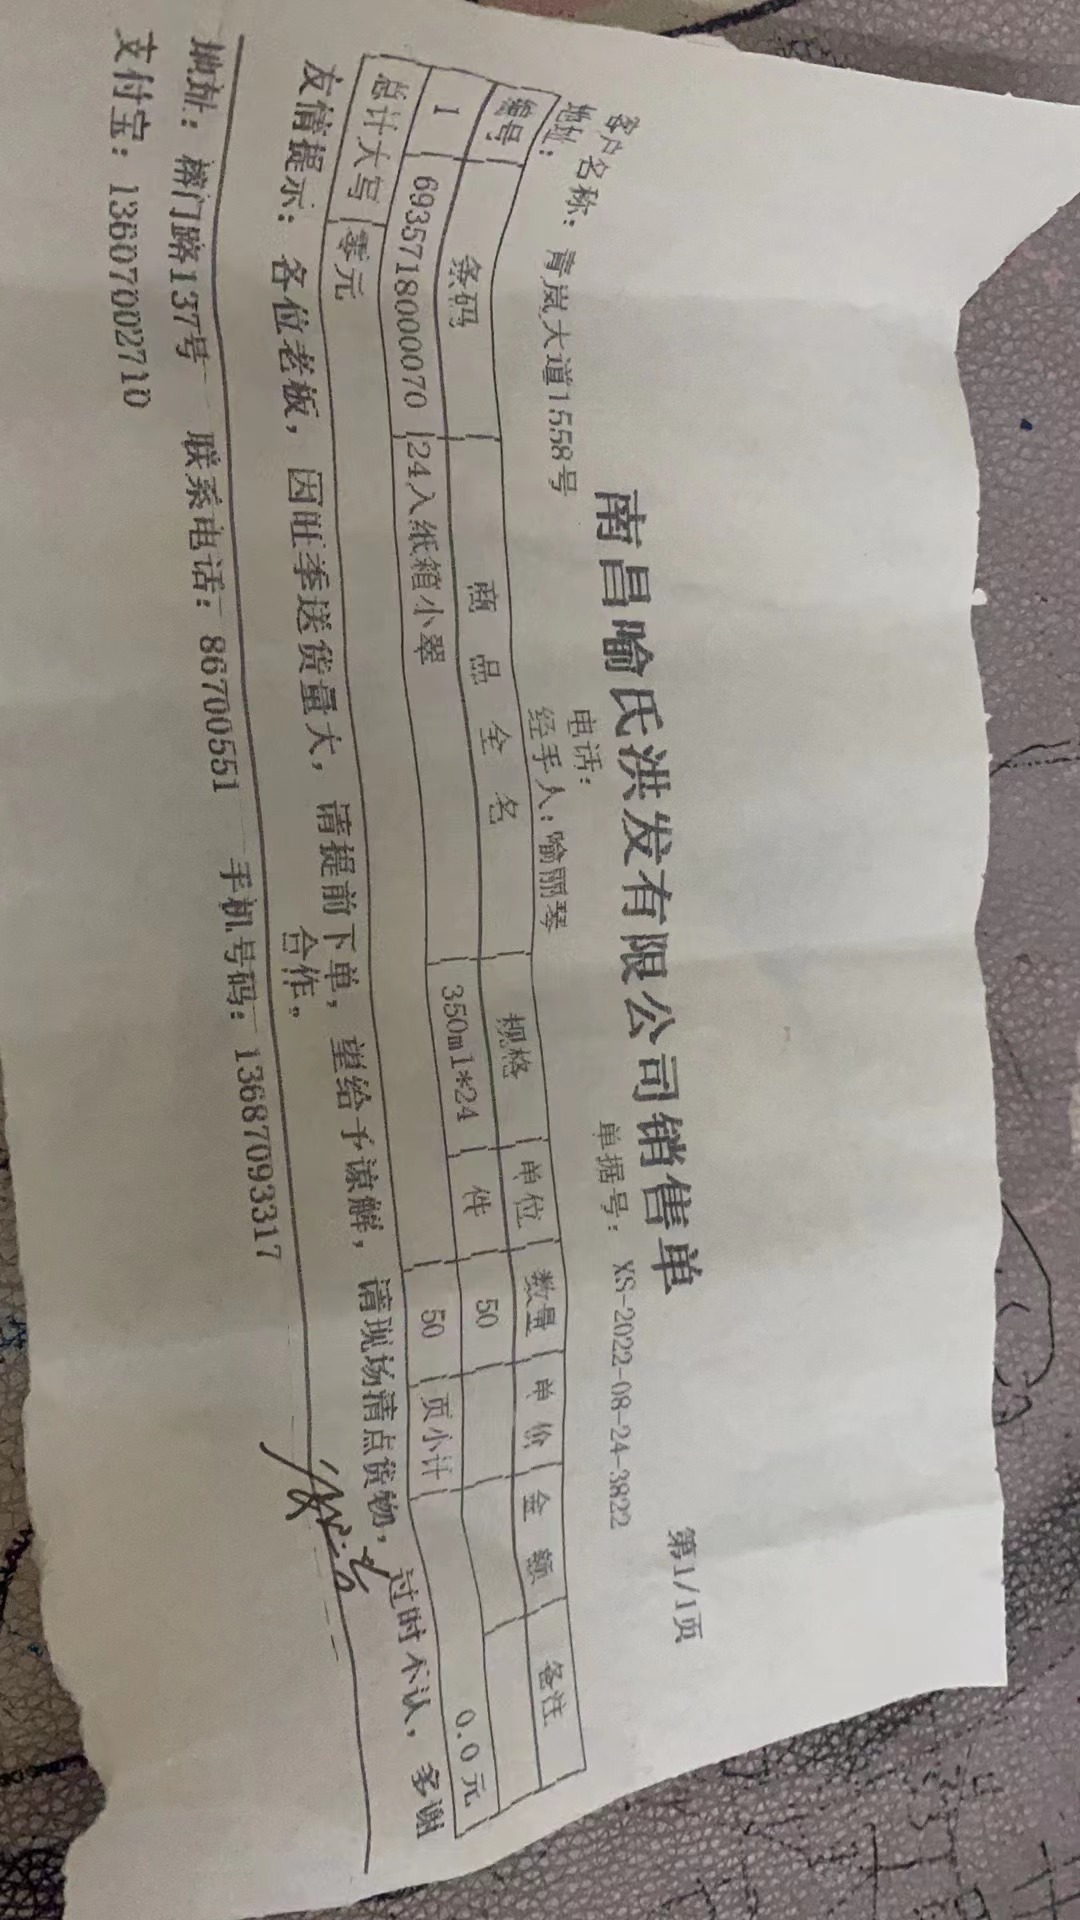 南昌喻氏洪发有限公司销售单
第1/1页
客户名称: 青岚大道1558号 电话: 单据号: XS-2022-08-24-3822
地址: 经手人:喻丽琴
编号 条码 商品全名 规格 单位 数量 单价 金额 备注
1 6935718000070 24入纸箱小翠 350ml*24 件 50
总计大写 零元 50 页小计 0.0元
友情提示: 各位老板, 因旺季送货量大, 请提前下单, 望给予谅解, 请现场清点货物, 过时不认, 多谢
合作。
地址: 楠门路137号 联系电话: 86700551 手机号码: 13687093317
支付宝: 13607002710